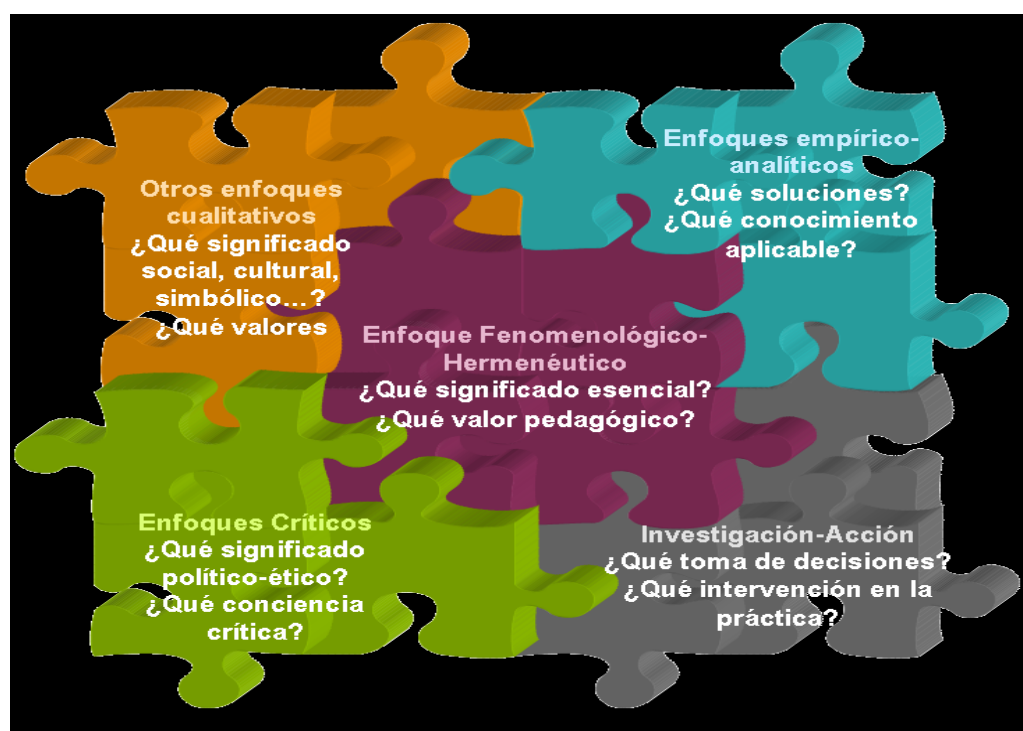 Otros enfoques
cualitativos
¿Qué significado
social, cultural,
simbólico...?
¿Qué valores
Enfoques empírico-
analíticos
¿Qué soluciones?
¿Qué conocimiento
aplicable?
Enfoque Fenomenológico-
Hermenéutico
¿Qué significado esencial?
¿Qué valor pedagógico?
Enfoques Críticos
¿Qué significado
político-ético?
¿Qué conciencia
crítica?
Investigación-Acción
¿Qué toma de decisiones?
¿Qué intervención en la
práctica?